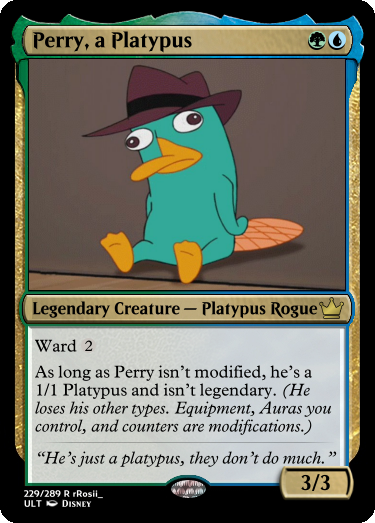 Perry, a Platypus
Legendary Creature — Platypus Rogue
Ward 2
As long as Perry isn't modified, he's a
1/1 Platypus and isn't legendary. (He
loses his other types. Equipment, Auras you
control, and counters are modifications.)
“He's just a platypus, they don't do much.”
3/3
229/289 R rRosii_
ULT DISNEY